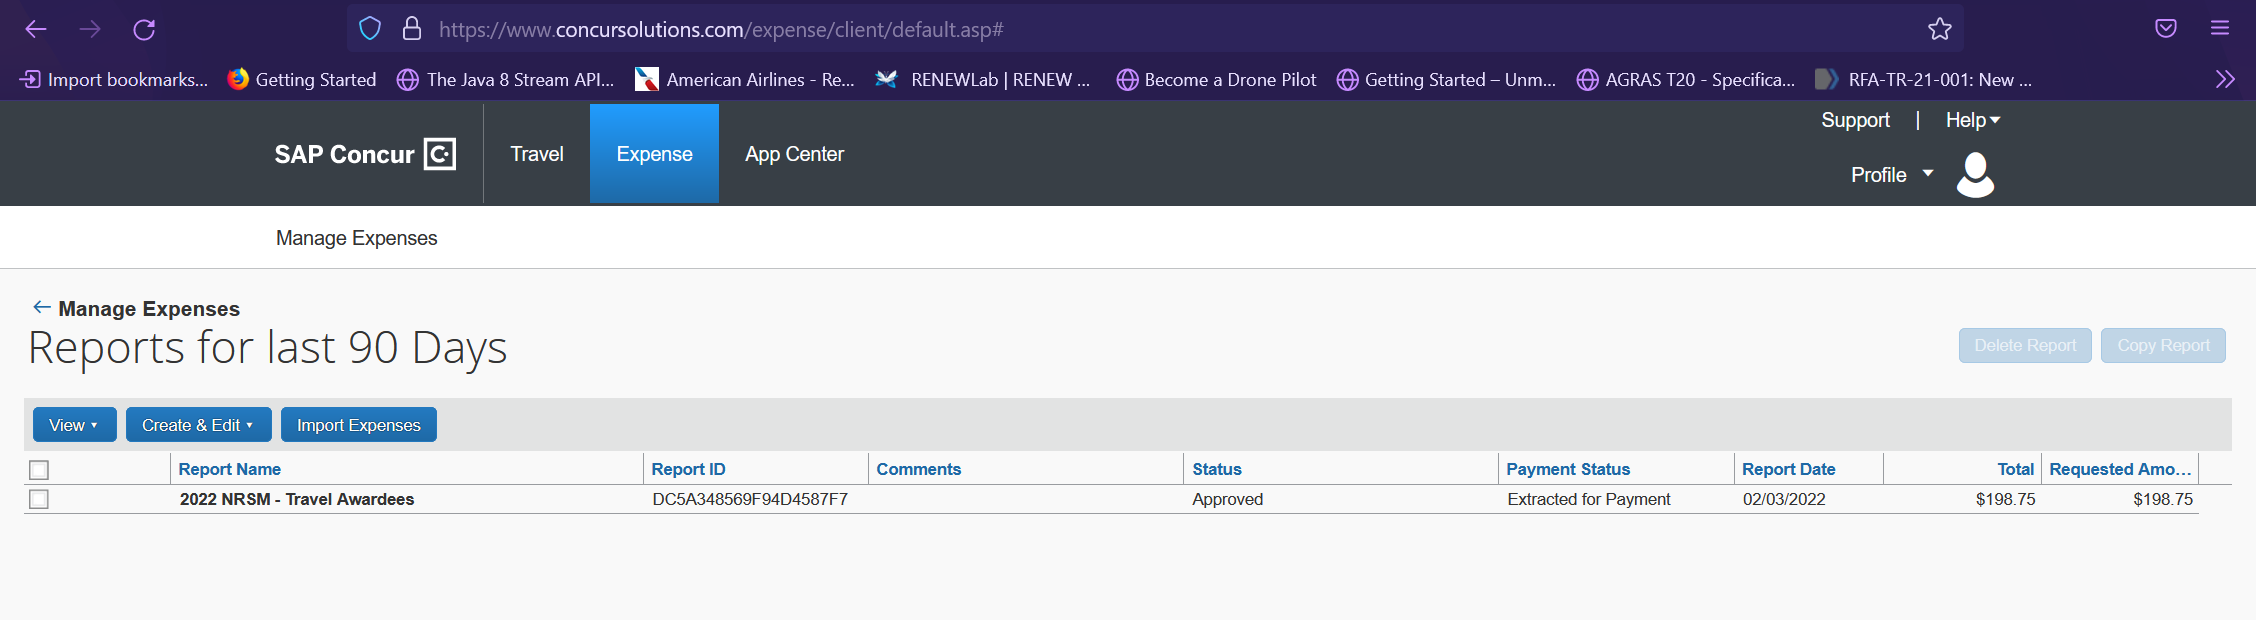 https://www.concursolutions.com/expense/client/default.asp#
Import bookmarks... Getting Started The Java 8 Stream API... American Airlines - Re... RENEWLab | RENEW ... Become a Drone Pilot Getting Started – Unm... AGRAS T20 - Specifica... RFA-TR-21-001: New ...
Support | Help
SAP Concur C Travel Expense App Center
Profile
Manage Expenses
Manage Expenses
Reports for last 90 Days
Delete Report Copy Report
View Create & Edit Import Expenses
Report Name Report ID Comments Status Payment Status Report Date Total Requested Amo...
2022 NRSM - Travel Awardees DC5A348569F94D4587F7 Approved Extracted for Payment 02/03/2022 $198.75 $198.75